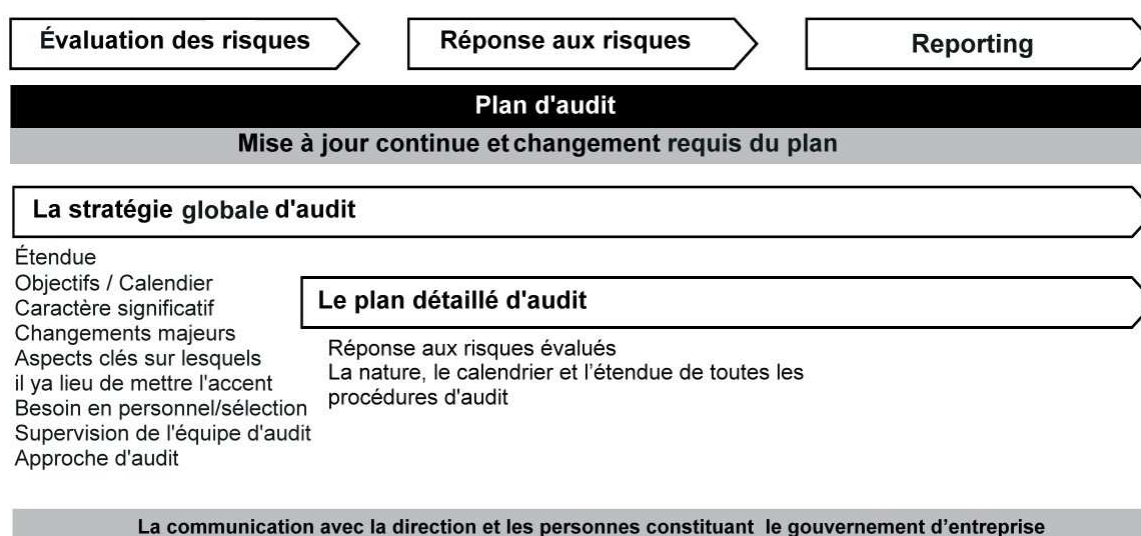 Évaluation des risques
Réponse aux risques
Reporting
Plan d'audit
Mise à jour continue et changement requis du plan
La stratégie globale d'audit
Étendue
Objectifs / Calendrier
Caractère significatif
Changements majeurs
Aspects clés sur lesquels
il ya lieu de mettre l'accent
Besoin en personnel/sélection
Supervision de l'équipe d'audit
Approche d'audit
Le plan détaillé d'audit
Réponse aux risques évalués
La nature, le calendrier et l’étendue de toutes les
procédures d'audit
La communication avec la direction et les personnes constituant le gouvernement d’entreprise